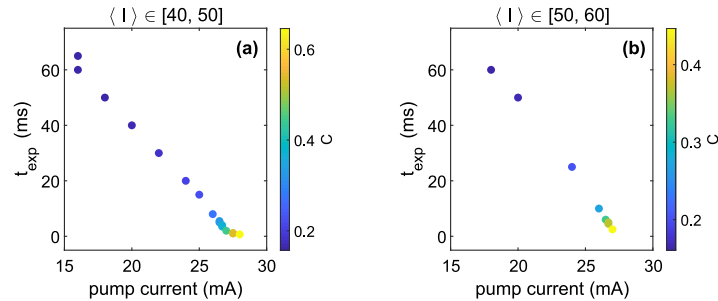 ⟨ I ⟩ ∈ [40, 50]
(a)
60
40
20
0
t_exp (ms)
15 20 25 30
pump current (mA)
0.6
0.4
0.2
C
⟨ I ⟩ ∈ [50, 60]
(b)
60
40
20
0
t_exp (ms)
15 20 25 30
pump current (mA)
0.4
0.3
0.2
C